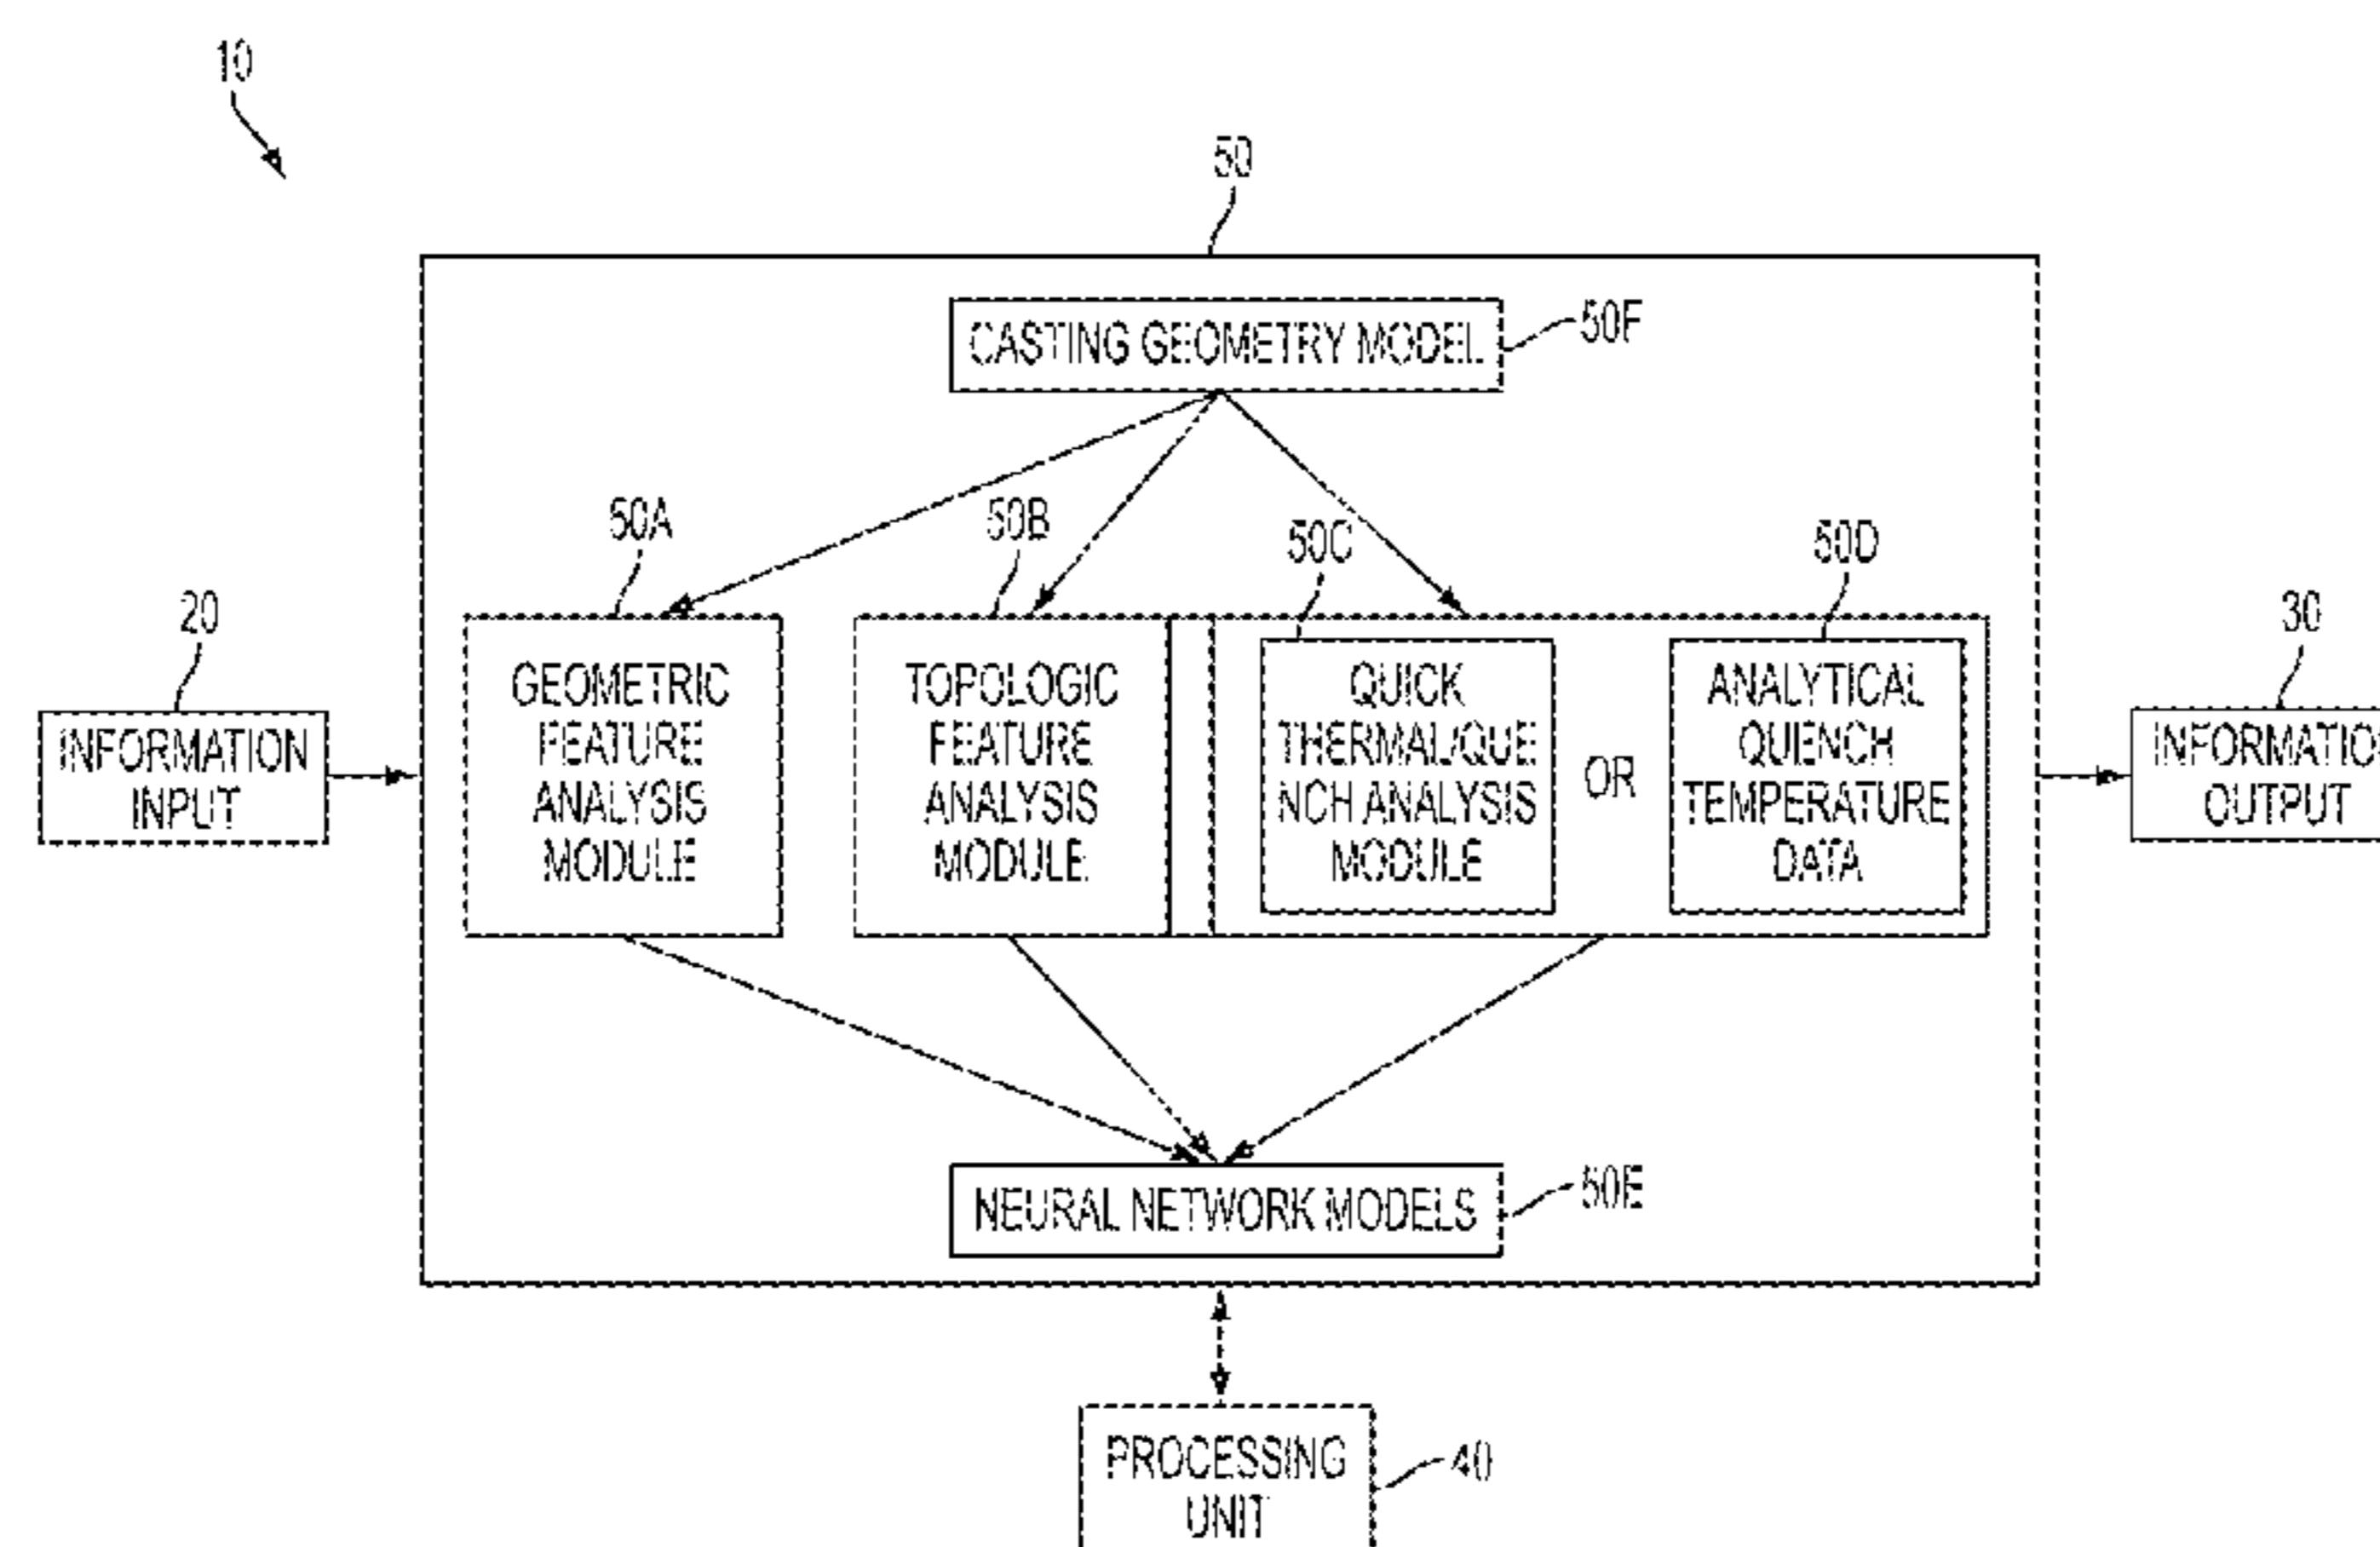 10
50
CASTING GEOMETRY MODEL
50F
50A
50B
50C
50D
20
30
GEOMETRIC
FEATURE
ANALYSIS
MODULE
TOPOLOGIC
FEATURE
ANALYSIS
MODULE
QUICK
THERMAL/QUE
NCH ANALYSIS
MODULE
OR
ANALYTICAL
QUENCH
TEMPERATURE
DATA
INFORMATION
INPUT
INFORMATIO
OUTPUT
NEURAL NETWORK MODELS
50E
PROCESSING
UNIT
40